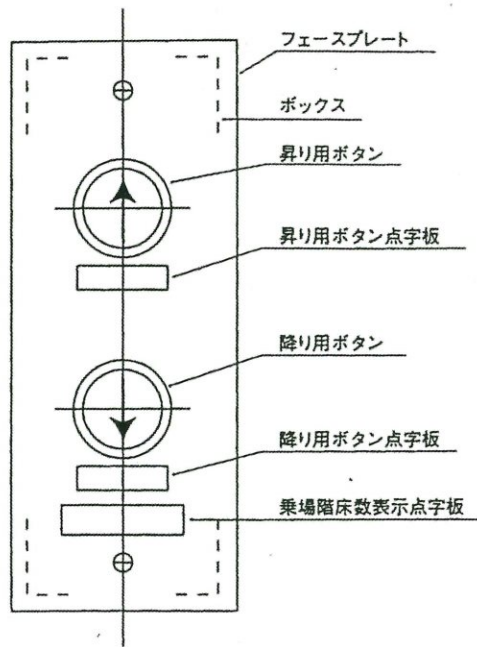 フェースプレート
ボックス
昇り用ボタン
昇り用ボタン点字板
降り用ボタン
降り用ボタン点字板
乗場階床数表示点字板